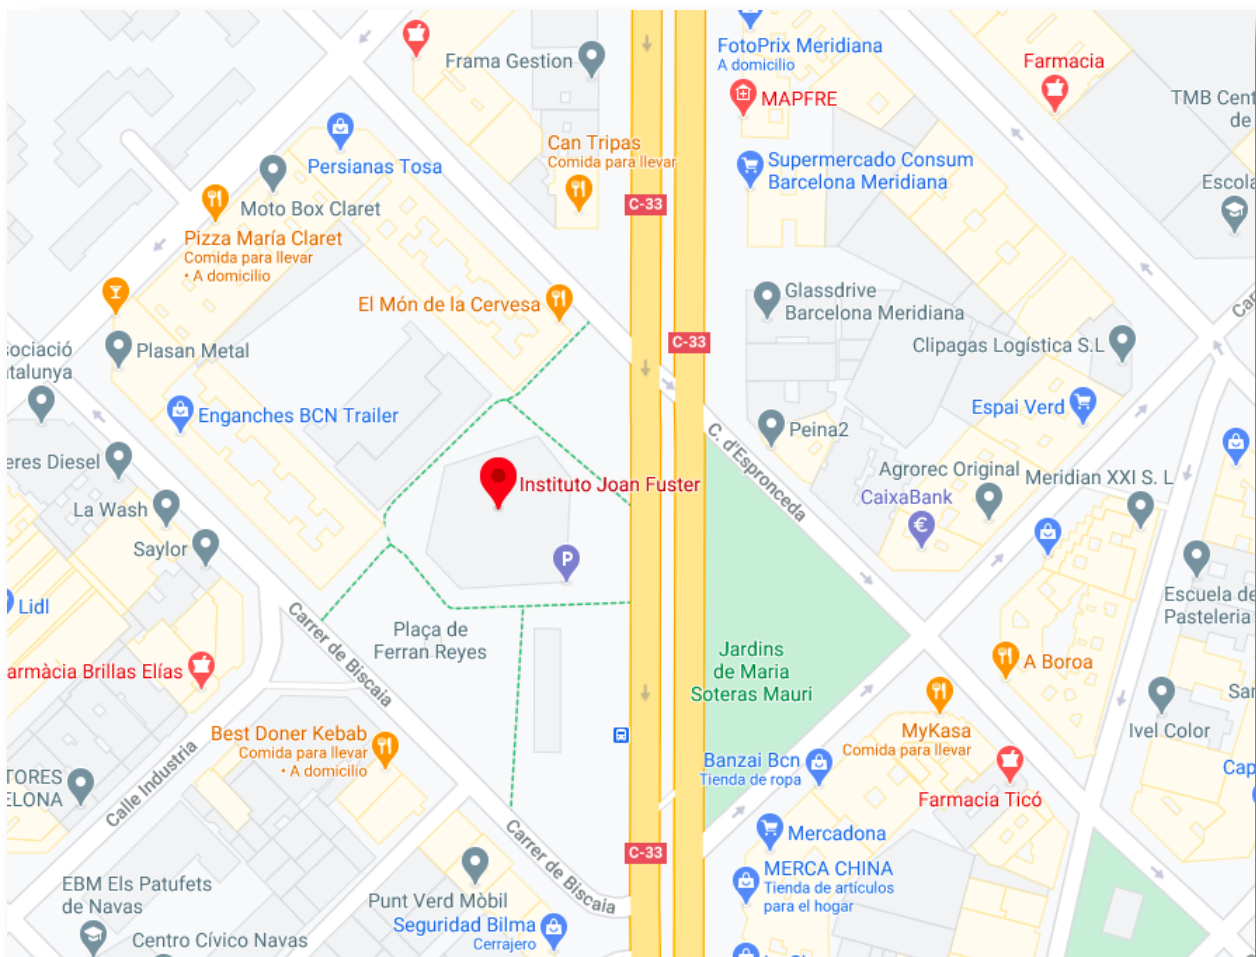 Frama Gestion
FotoPrix Meridiana
A domicilio
Farmacia
MAPFRE
TMB Cent
de
Can Tripas
Comida para llevar
Persianas Tosa
Supermercado Consum
Barcelona Meridiana
Escola
C-33
Moto Box Claret
Pizza María Claret
Comida para llevar
• A domicilio
El Món de la Cervesa
Glassdrive
Barcelona Meridiana
Car
C-33
Clipagas Logística S.L
sociació
talunya
Plasan Metal
Enganches BCN Trailer
Espai Verd
Peina2
C. d'Espronceda
eres Diesel
Agrorec Original
Meridian XXI S. L
CaixaBank
€
Instituto Joan Fuster
La Wash
Saylor
P
Lidl
Escuela de
Pasteleria
Carrer de Biscaia
Plaça de
Ferran Reyes
Jardins
de Maria
Soteras Mauri
armàcia Brillas Elías
A Boroa
San
Ivel Color
Best Doner Kebab
Comida para llevar
• A domicilio
MyKasa
Comida para llevar
Banzai Bcn
Tienda de ropa
Cap
TORES
ELONA
Calle Industria
Farmacia Ticó
Mercadona
C-33
Carrer de Biscaia
MERCA CHINA
Tienda de artículos
para el hogar
EBM Els Patufets
de Navas
Punt Verd Mòbil
Seguridad Bilma
Cerrajero
Centro Cívico Navas